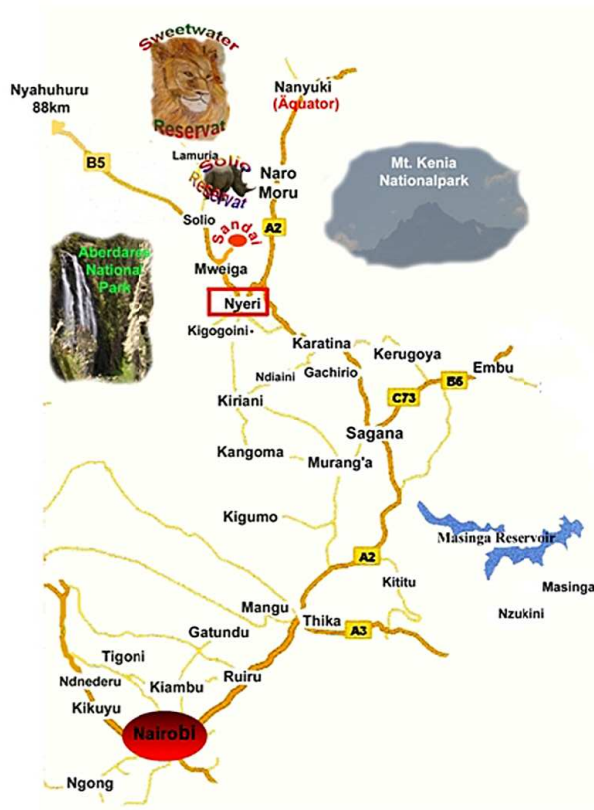 Sweetwater
Reservat
Nanyuki
(Äquator)
Nyahuhuru
88km
B5
Lamuria
Solio
Reservat
Naro
Moru
Mt. Kenia
Nationalpark
Solio
A2
Sandai
Aberdares
National
Park
Mweiga
Nyeri
Kigogoini
Karatina
Kerugoya
Embu
Ndiaini
Gachirio
B6
C73
Kiriani
Sagana
Kangoma
Murang'a
Kigumo
Masinga Reservoir
A2
Kititu
Masinga
Nzukini
Mangu
Thika
A3
Gatundu
Tigoni
Ruiru
Ndnederu
Kiambu
Kikuyu
Nairobi
Ngong